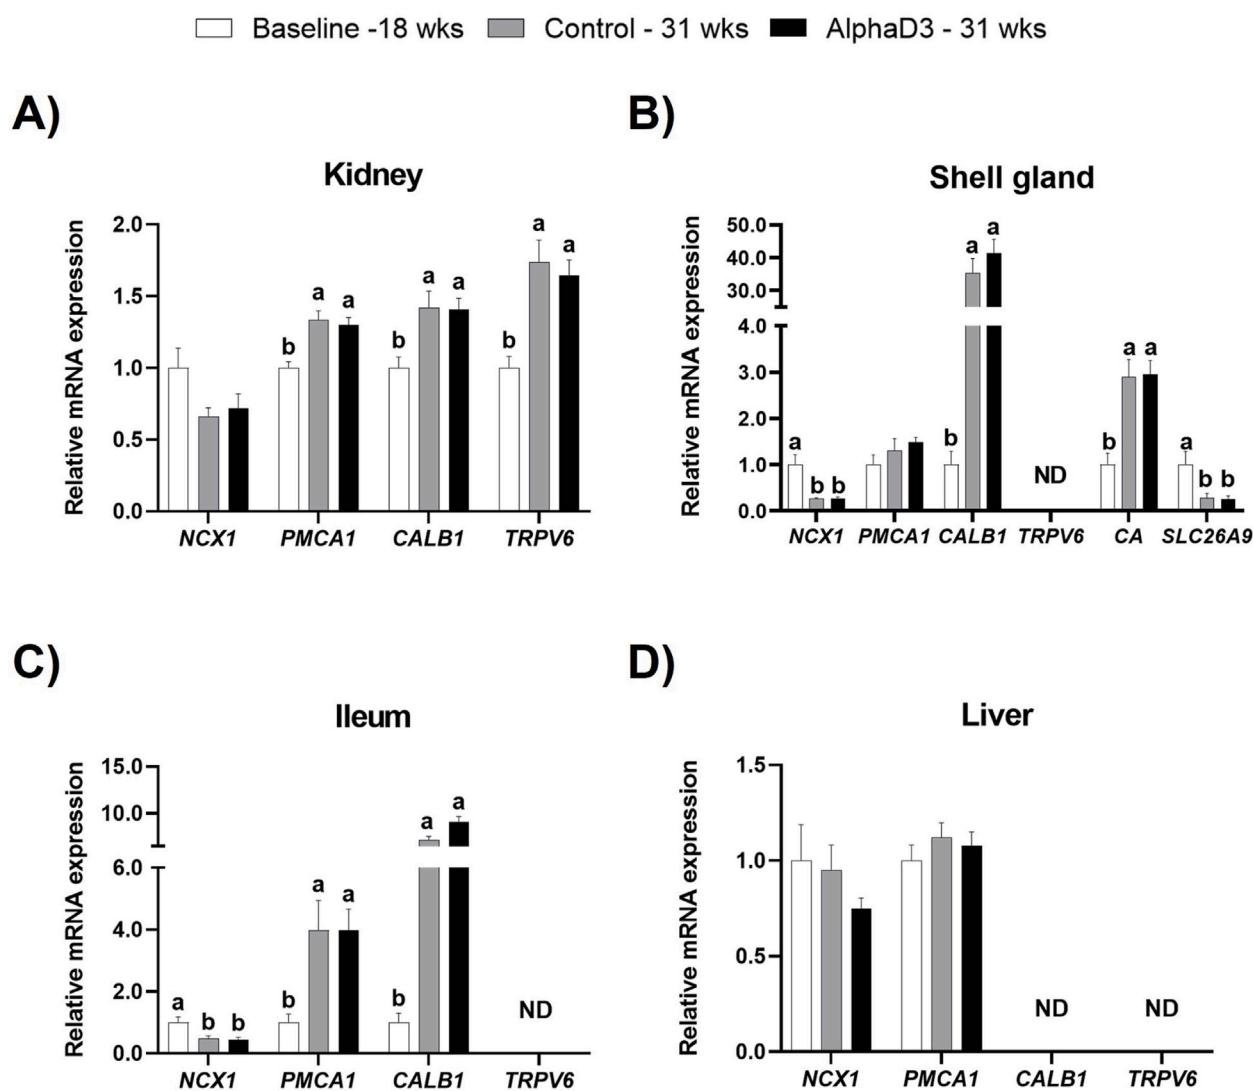 Baseline -18 wks Control - 31 wks AlphaD3 - 31 wks
A)
Kidney
Relative mRNA expression
2.0
1.5
1.0
0.5
0.0
b a a b a a b a a
NCX1 PMCA1 CALB1 TRPV6
B)
Shell gland
Relative mRNA expression
50.0
40.0
30.0
4.0
3.0
2.0
1.0
0.0
a b b b a a ND b a a a b b
NCX1 PMCA1 CALB1 TRPV6 CA SLC26A9
C)
Ileum
Relative mRNA expression
15.0
10.0
6.0
4.0
2.0
0.0
a b b b a a b a a ND
NCX1 PMCA1 CALB1 TRPV6
D)
Liver
Relative mRNA expression
1.5
1.0
0.5
0.0
ND ND
NCX1 PMCA1 CALB1 TRPV6